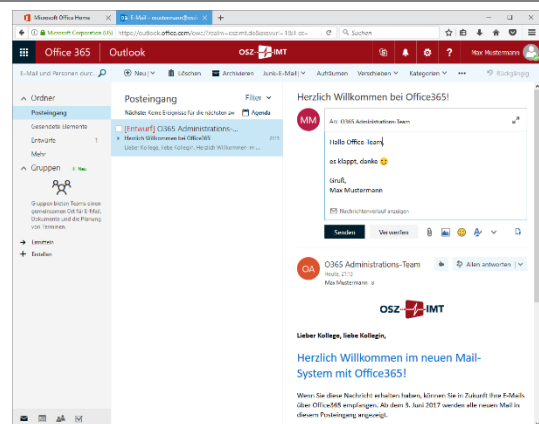 Microsoft Office Home
E-Mail - mustermann@osz-i
Microsoft Corporation (US)
https://outlook.office.com/owa/?realm=osz
Suchen
Office 365
Outlook
OSZ IMT
Max Mustermann
E-Mail und Personen durc..
Neu
Löschen
Archivieren
Junk-E-Mail
Aufräumen
Verschieben
Kategorien
Rückgängig
Ordner
Posteingang
Gesendete Elemente
Entwürfe 1
Mehr
Gruppen
Neu
Gruppen bieten Teams einen
gemeinsamen Ort für E-Mail,
Dokumente und die Planung
von Terminen.
Ermitteln
Erstellen
Posteingang
Filter
Nächste: Keine Ereignisse für die nächsten zw
Agenda
[Entwurf] O365 Administrations-...
Herzlich Willkommen bei Office365!
21:13
Lieber Kollege, liebe Kollegin, Herzlich Willkommen im ...
Herzlich Willkommen bei Office365!
MM
An: O365 Administrations-Team
Hallo Office-Team,
es klappt, danke 😊
Gruß,
Max Mustermann
Nachrichtenverlauf anzeigen
Senden
Verwerfen
OA
O365 Administrations-Team
Heute, 21:13
Max Mustermann
Allen antworten
OSZ IMT
Lieber Kollege, liebe Kollegin,
Herzlich Willkommen im neuen Mail-
System mit Office365!
Wenn Sie diese Nachricht erhalten haben, können Sie in Zukunft Ihre E-Mails
über Office365 empfangen. Ab dem 3. Juni 2017 werden alle neuen Mail in
diesem Posteingang angezeigt.